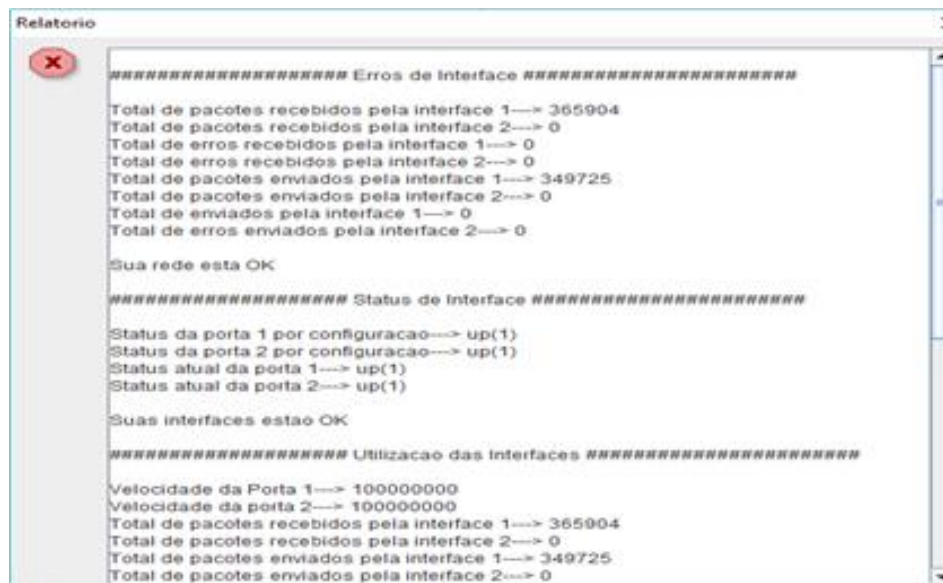 Relatorio
#################### Erros de Interface #######################
Total de pacotes recebidos pela interface 1---> 365904
Total de pacotes recebidos pela interface 2---> 0
Total de erros recebidos pela interface 1---> 0
Total de erros recebidos pela interface 2---> 0
Total de pacotes enviados pela interface 1---> 349725
Total de pacotes enviados pela interface 2---> 0
Total de enviados pela interface 1---> 0
Total de erros enviados pela interface 2---> 0
Sua rede esta OK
#################### Status de Interface #######################
Status da porta 1 por configuracao---> up(1)
Status da porta 2 por configuracao---> up(1)
Status atual da porta 1---> up(1)
Status atual da porta 2---> up(1)
Suas interfaces estao OK
#################### Utilizacao das Interfaces #######################
Velocidade da Porta 1---> 100000000
Velocidade da porta 2---> 100000000
Total de pacotes recebidos pela interface 1---> 365904
Total de pacotes recebidos pela interface 2---> 0
Total de pacotes enviados pela interface 1---> 349725
Total de pacotes enviados pela interface 2---> 0